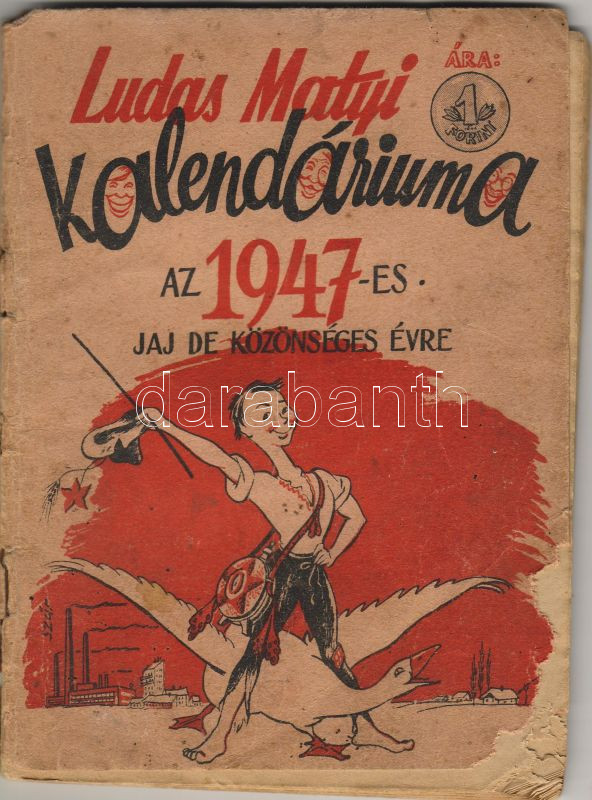 Ludas Matyi
ÁRA:
1
FORINT
Kalendáriuma
AZ 1947-ES.
JAJ DE KÖZÖNSÉGES ÉVRE
darabanth